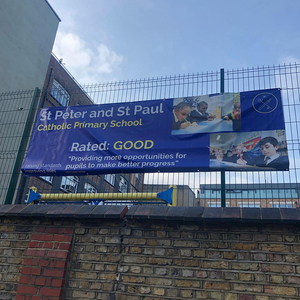 St Peter and St Paul
Catholic Primary School
Rated: GOOD
"Providing more opportunities for
pupils to make better progress"